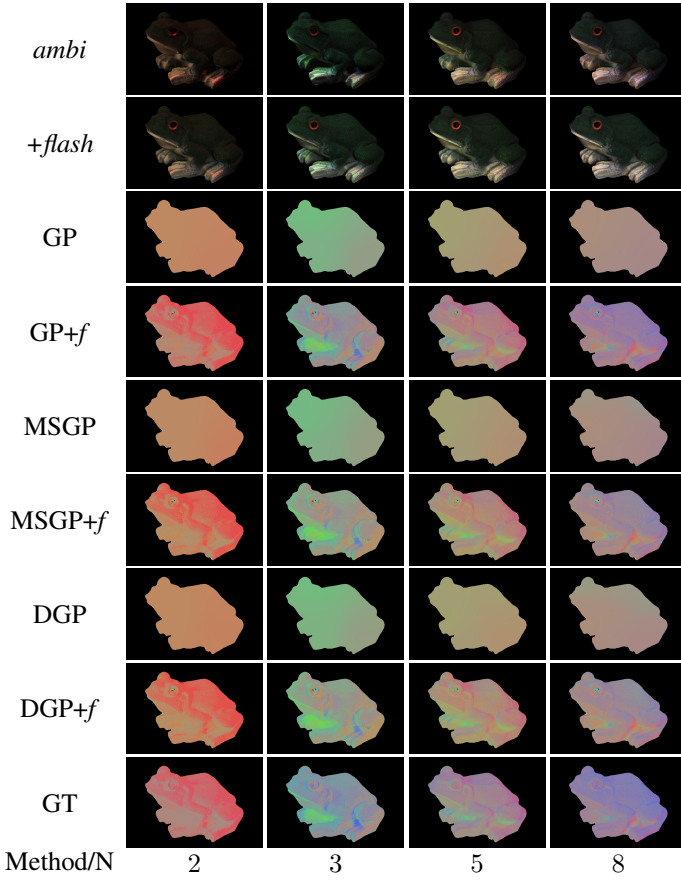 ambi
+flash
GP
GP+f
MSGP
MSGP+f
DGP
DGP+f
GT
Method/N 2 3 5 8